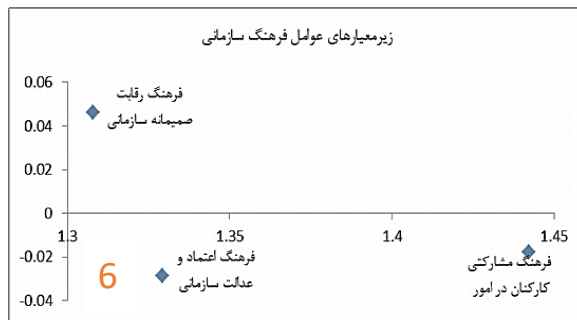 زیرمعیارهای عوامل فرهنگ سازمانی
0.06
0.04
0.02
0
-0.02
-0.04
1.3
1.35
1.4
1.45
فرهنگ رقابت
صمیمانه سازمانی
فرهنگ اعتماد و
عدالت سازمانی
فرهنگ مشارکتی
کارکنان در امور
6